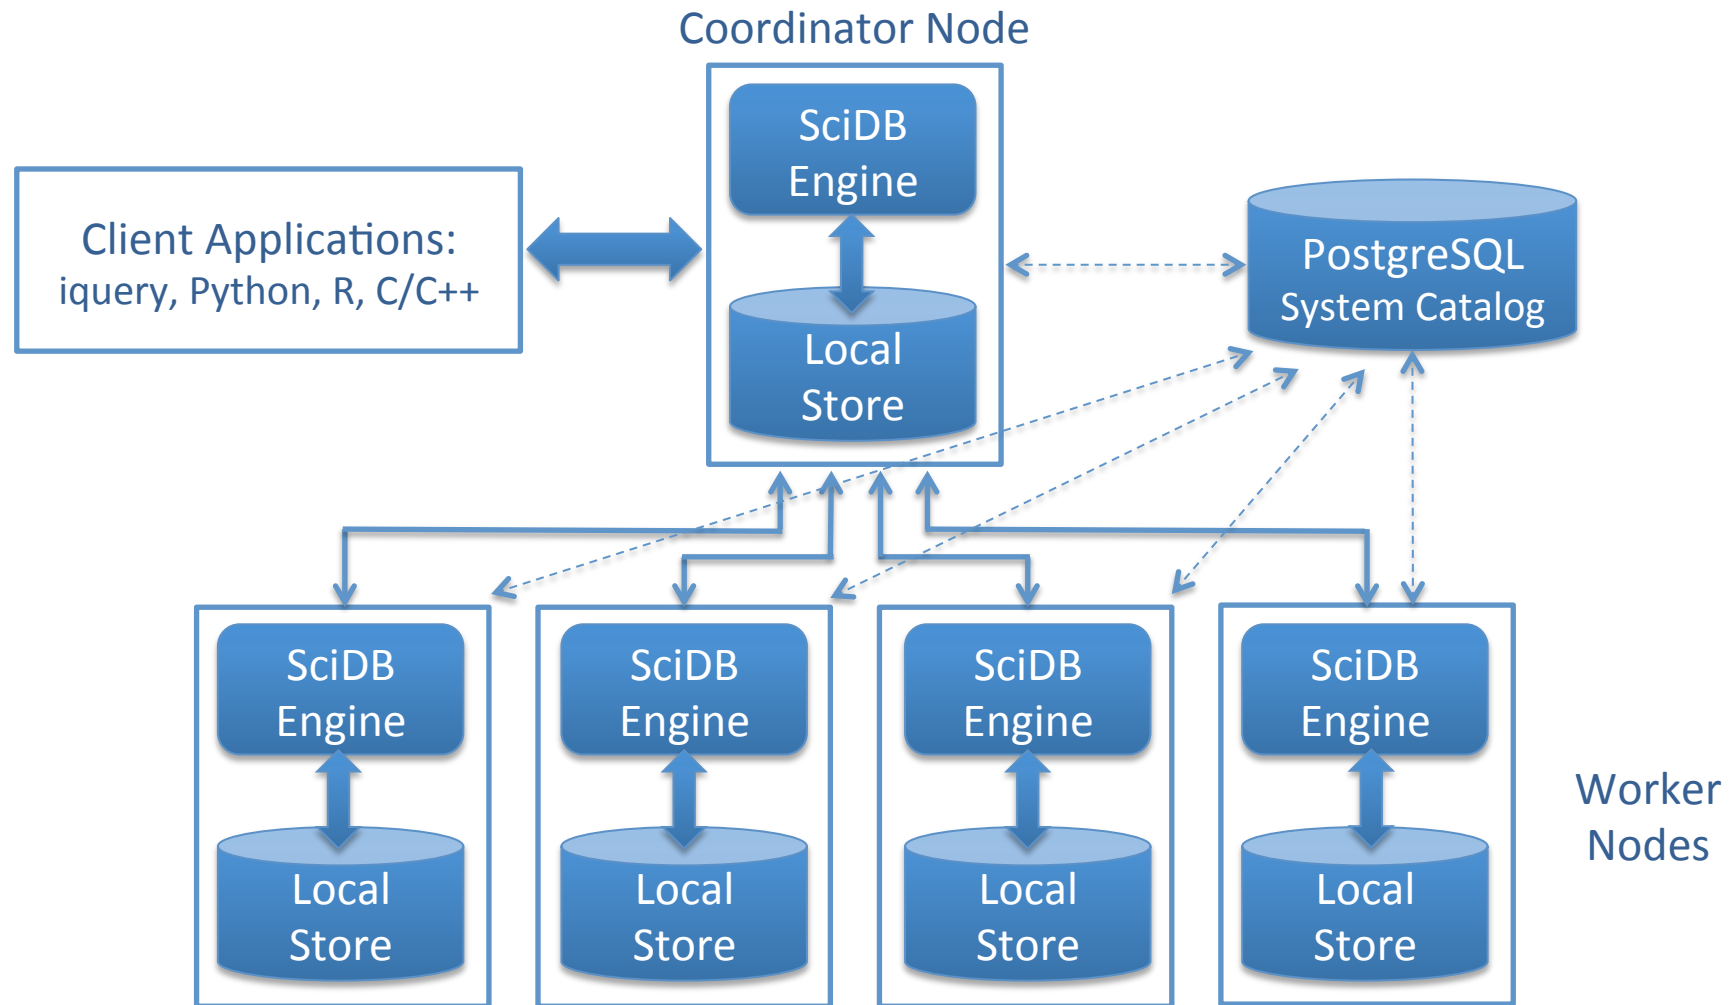 Coordinator Node
SciDB
Engine
Local
Store
Client Applications:
iquery, Python, R, C/C++
PostgreSQL
System Catalog
SciDB
Engine
Local
Store
SciDB
Engine
Local
Store
SciDB
Engine
Local
Store
SciDB
Engine
Local
Store
Worker
Nodes